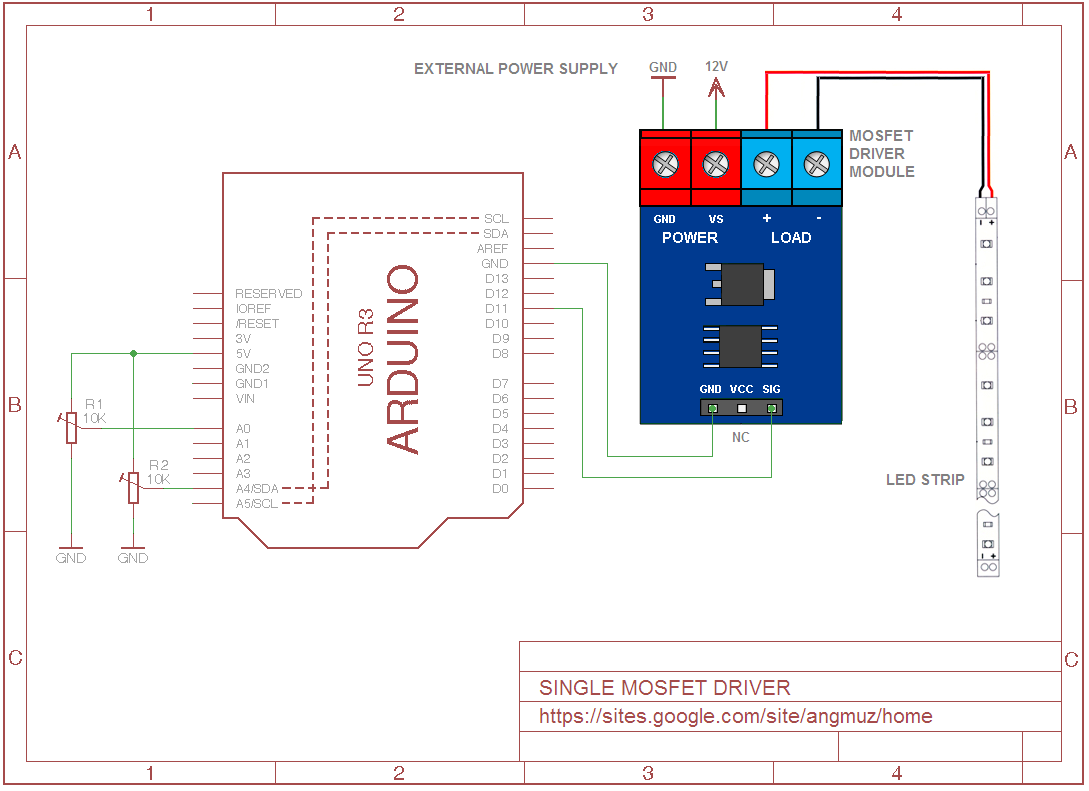 1 2 3 4
EXTERNAL POWER SUPPLY GND 12V
A A
MOSFET
DRIVER
MODULE
GND VS + -
POWER LOAD
- +
SCL
SDA
AREF
GND
D13
D12
D11
D10
D9
D8
D7
D6
D5
D4
D3
D2
D1
D0
RESERVED
IOREF
/RESET
3V
5V
GND2
GND1
VIN
A0
A1
A2
A3
A4/SDA
A5/SCL
UNO R3
ARDUINO
B B
R1
10K
R2
10K
GND GND
GND VCC SIG
NC
LED STRIP
- +
C C
SINGLE MOSFET DRIVER
https://sites.google.com/site/angmuz/home
1 2 3 4